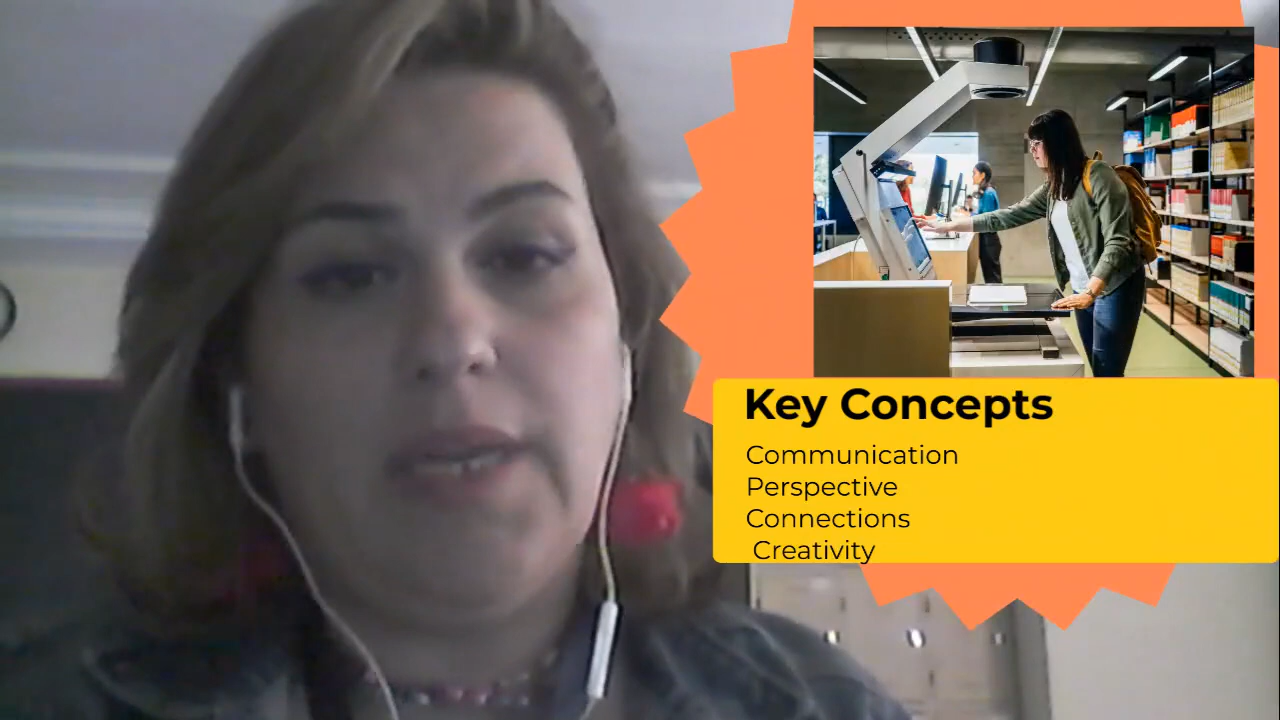 Key Concepts
Communication
Perspective
Connections
Creativity